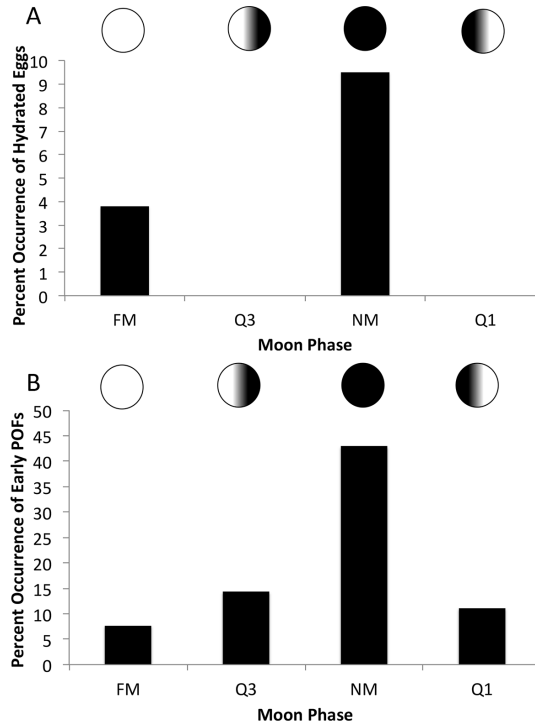 A
Percent Occurrence of Hydrated Eggs
10
9
8
7
6
5
4
3
2
1
0
FM Q3 NM Q1
Moon Phase
B
Percent Occurrence of Early POFs
50
45
40
35
30
25
20
15
10
5
0
FM Q3 NM Q1
Moon Phase